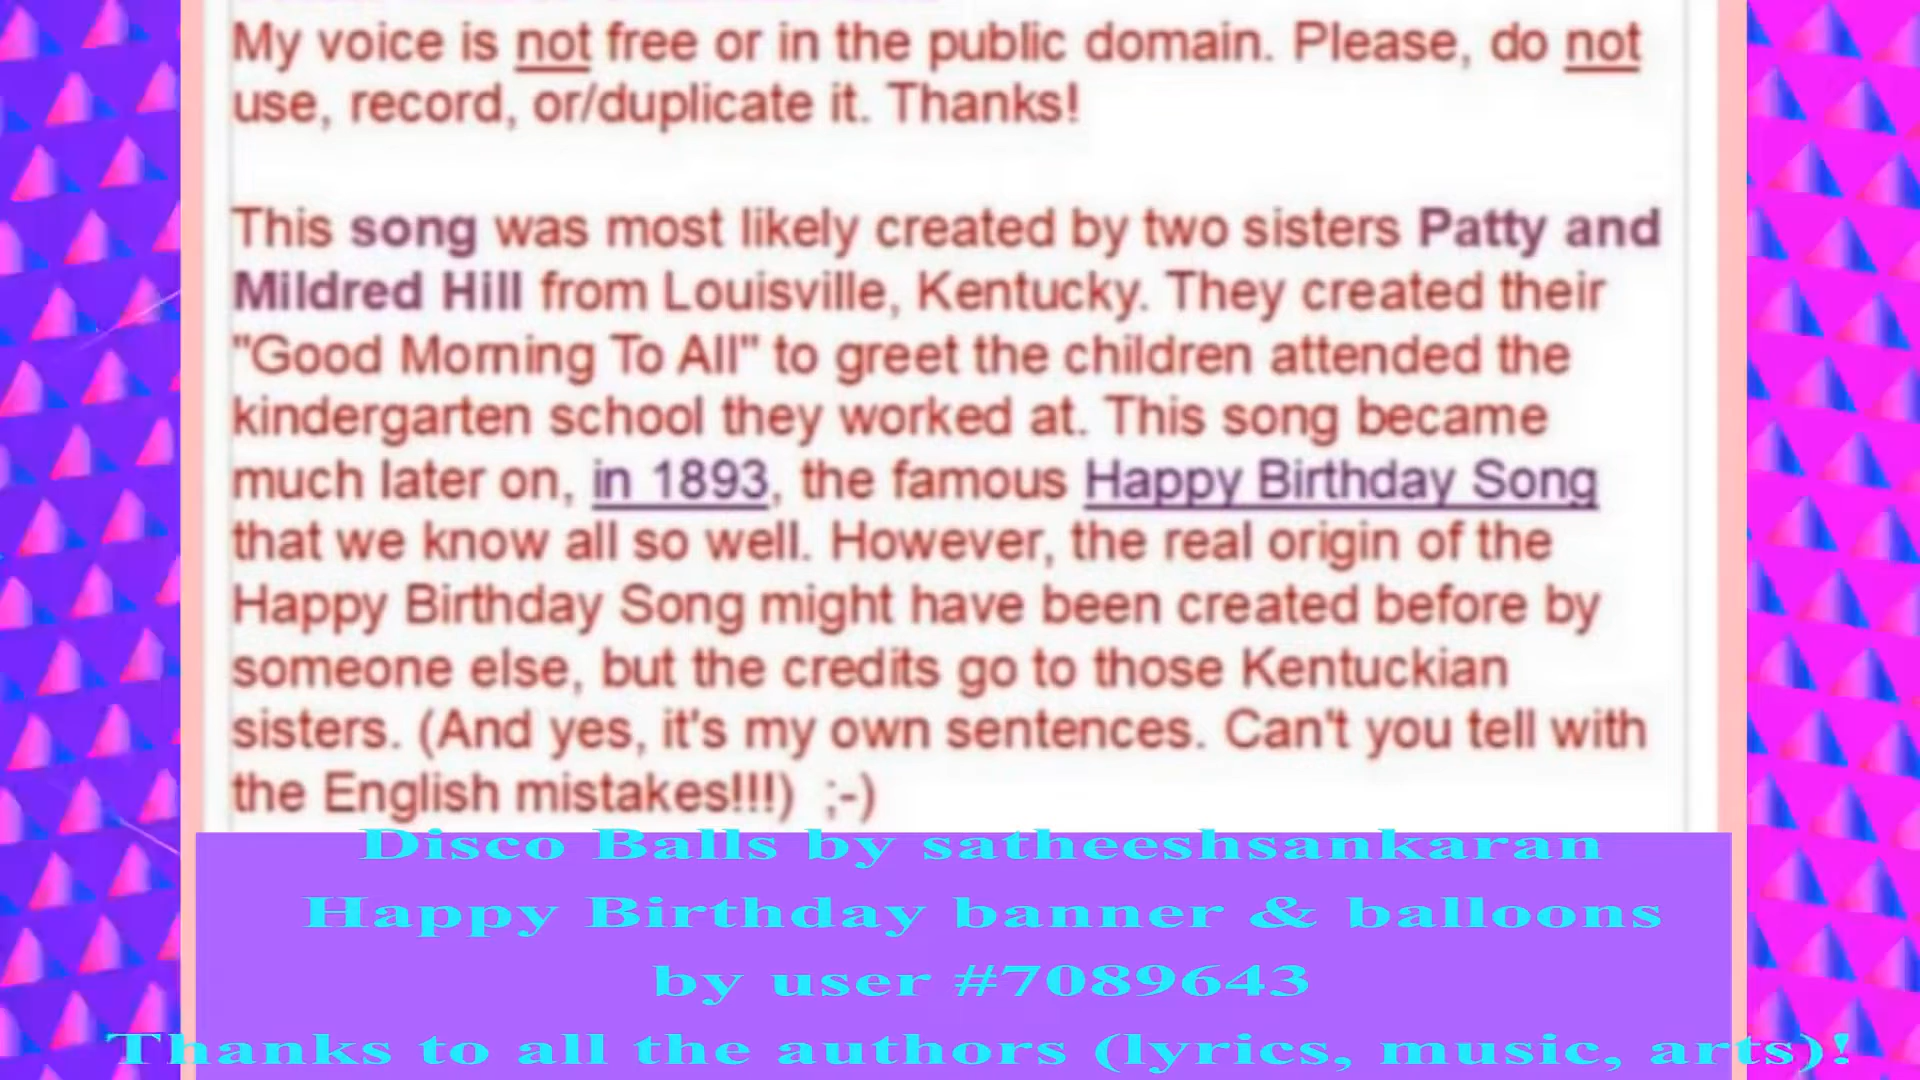 My voice is not free or in the public domain. Please, do not
use, record, or/duplicate it. Thanks!
This song was most likely created by two sisters Patty and
Mildred Hill from Louisville, Kentucky. They created their
"Good Morning To All" to greet the children attended the
kindergarten school they worked at. This song became
much later on, in 1893, the famous Happy Birthday Song
that we know all so well. However, the real origin of the
Happy Birthday Song might have been created before by
someone else, but the credits go to those Kentuckian
sisters. (And yes, it's my own sentences. Can't you tell with
the English mistakes!!!) ;-)
Disco Balls by satheeshsankaran
Happy Birthday banner & balloons
by user #7089643
Thanks to all the authors (lyrics, music, arts)!